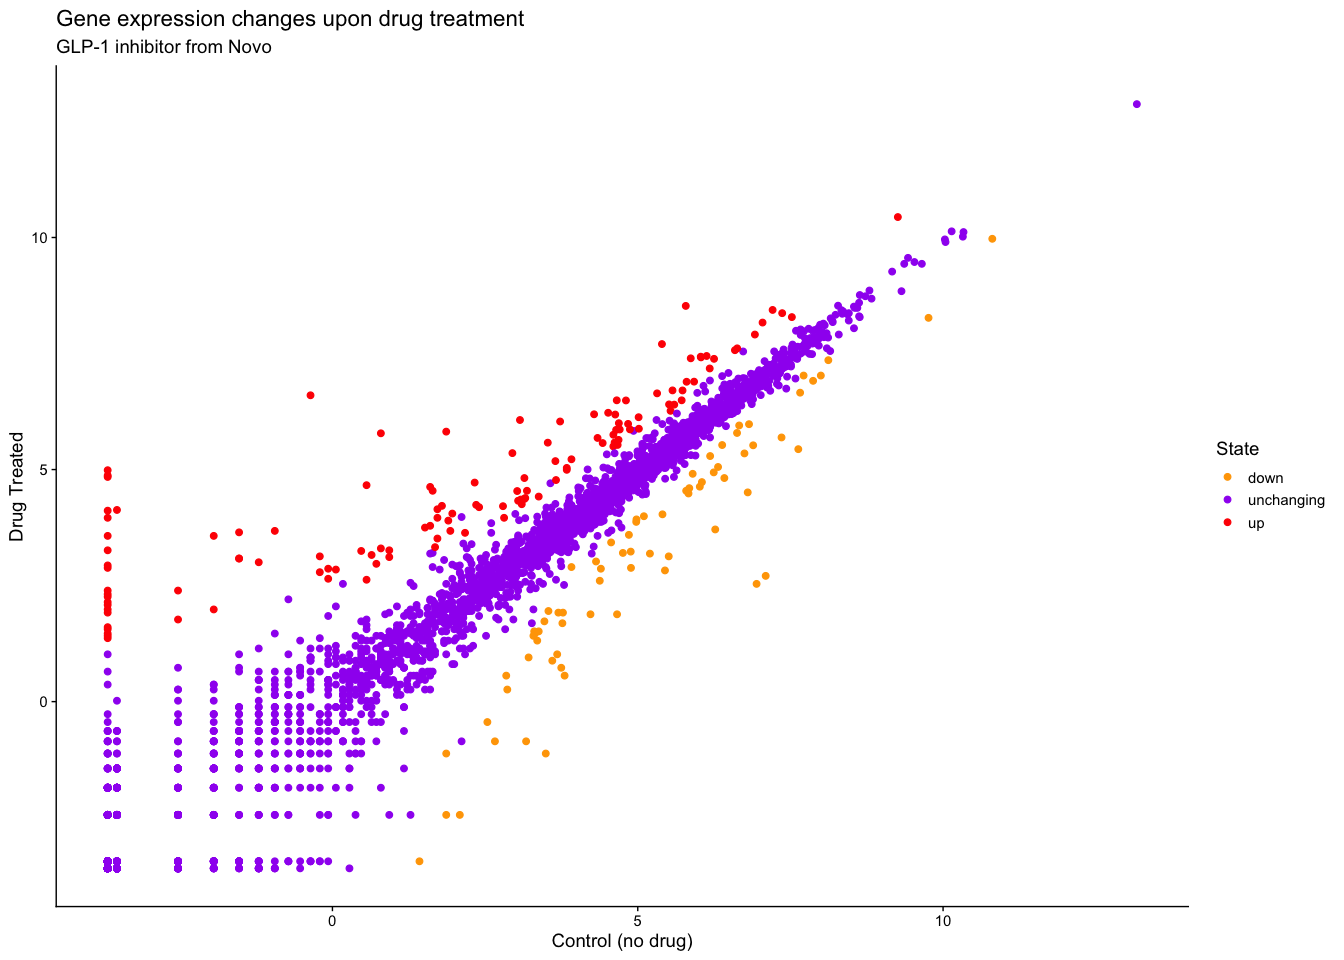 Gene expression changes upon drug treatment
GLP-1 inhibitor from Novo
10
5
0
Drug Treated
0
5
10
Control (no drug)
State
down
unchanging
up